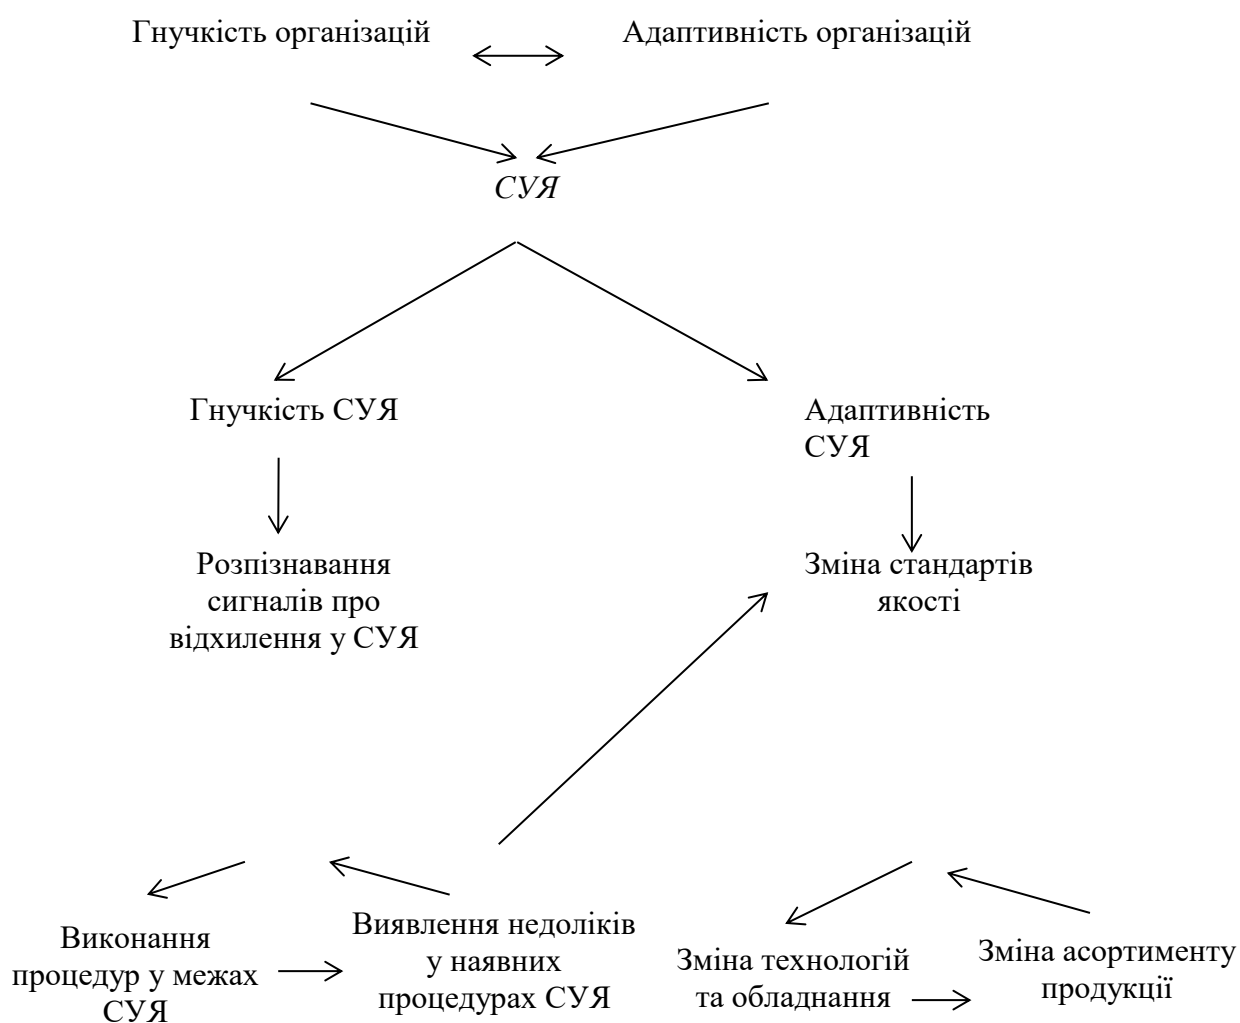 Гнучкість організацій
Адаптивність організацій
СУЯ
Гнучкість СУЯ
Адаптивність
СУЯ
Розпізнавання
сигналів про
відхилення у СУЯ
Зміна стандартів
якості
Виконання
процедур у межах
СУЯ
Виявлення недоліків
у наявних
процедурах СУЯ
Зміна технологій
та обладнання
Зміна асортименту
продукції